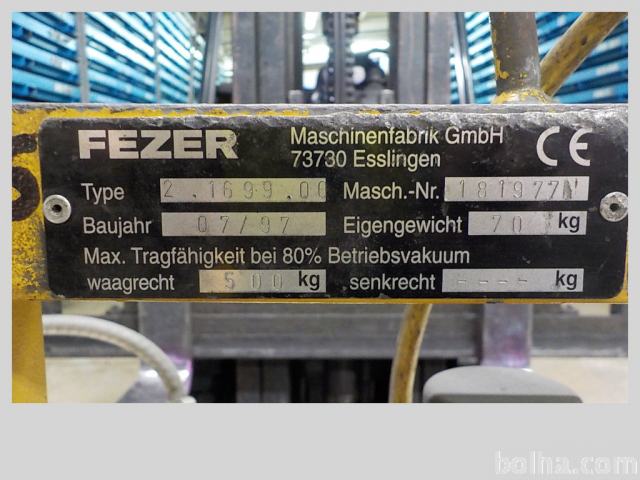 FEZER Maschinenfabrik GmbH
73730 Esslingen
CE
Type 2.1699.00 Masch.-Nr. 181977
Baujahr 07/97 Eigengewicht 70 kg
Max. Tragfähigkeit bei 80% Betriebsvakuum
waagrecht 500 kg senkrecht ---- kg
bolha.com